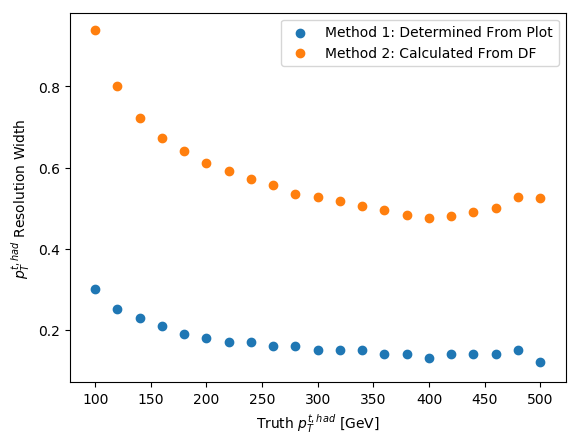 Method 1: Determined From Plot
Method 2: Calculated From DF
0.8
0.6
0.4
0.2
p_T^{t,had} Resolution Width
100 150 200 250 300 350 400 450 500
Truth p_T^{t,had} [GeV]